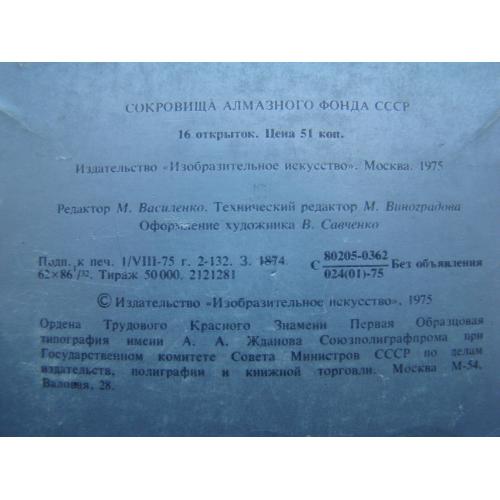 СОКРОВИЩА АЛМАЗНОГО ФОНДА СССР
16 открыток. Цена 51 коп.
Издательство «Изобразительное искусство». Москва. 1975
Редактор М. Василенко. Технический редактор М. Виноградова
Оформление художника В. Савченко
Подп. к печ. 1/VIII-75 г. 2-132. З. 1874.
62×86 1/32. Тираж 50 000. 2121281
С 80205-0362 Без объявления
024(01)-75
© Издательство «Изобразительное искусство», 1975
Ордена Трудового Красного Знамени Первая Образцовая
типография имени А. А. Жданова Союзполиграфпрома при
Государственном комитете Совета Министров СССР по делам
издательств, полиграфии и книжной торговли. Москва М-54,
Валовая, 28.